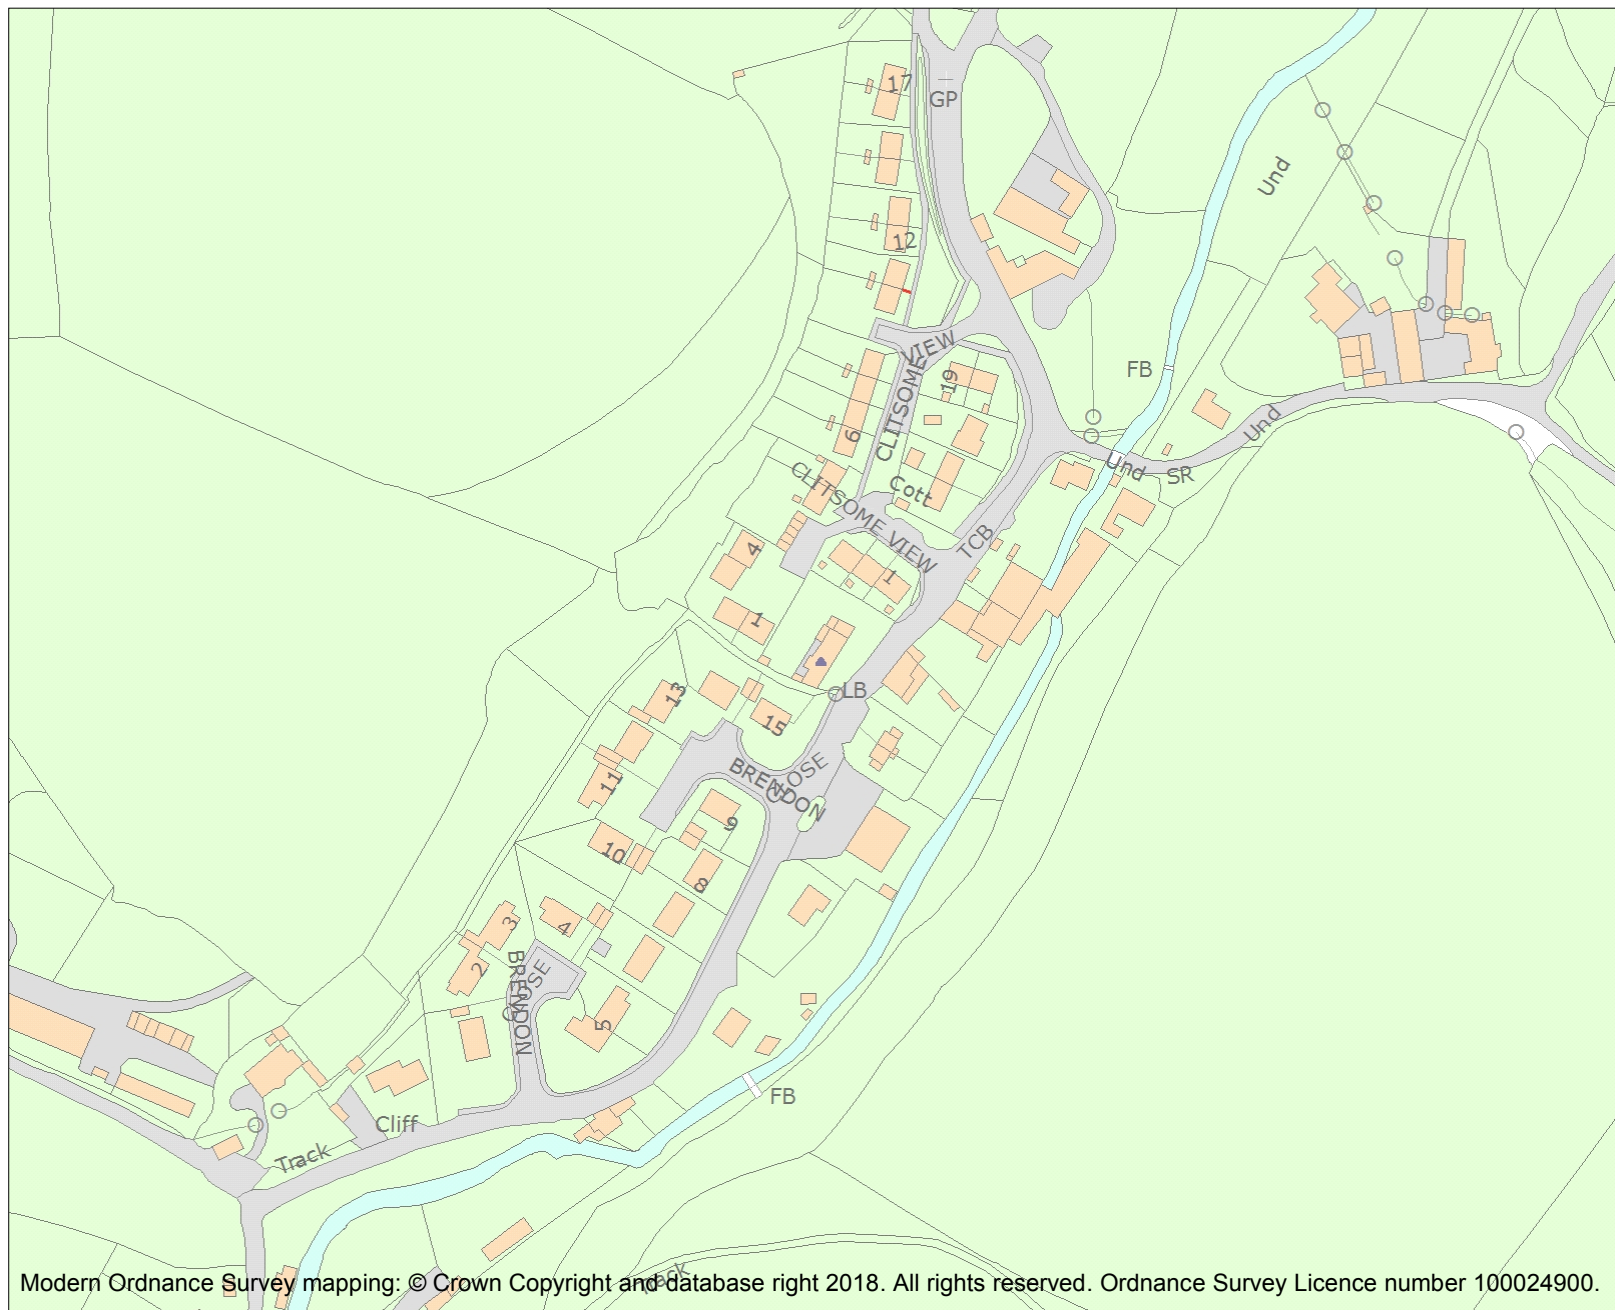 17
GP
Und
12
VIEW
CLITSOME
19
FB
6
Und
Und
SR
Cott
CLITSOME VIEW
TCB
4
1
1
13
LB
15
BRENDON
CLOSE
11
9
10
8
3
4
2
BRENDON
CLOSE
5
FB
Cliff
Track
Track
Modern Ordnance Survey mapping: © Crown Copyright and database right 2018. All rights reserved. Ordnance Survey Licence number 100024900.